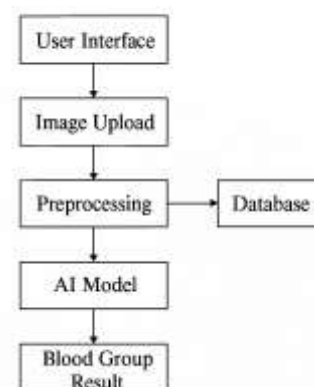 User Interface
Image Upload
Preprocessing
Database
AI Model
Blood Group
Result